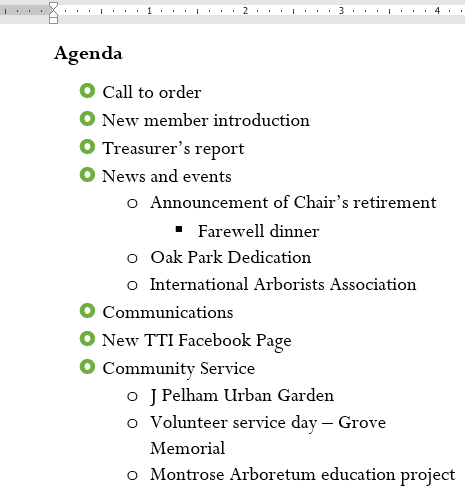 1 2 3 4
Agenda
Call to order
New member introduction
Treasurer’s report
News and events
Announcement of Chair’s retirement
Farewell dinner
Oak Park Dedication
International Arborists Association
Communications
New TTI Facebook Page
Community Service
J Pelham Urban Garden
Volunteer service day – Grove
Memorial
Montrose Arboretum education project